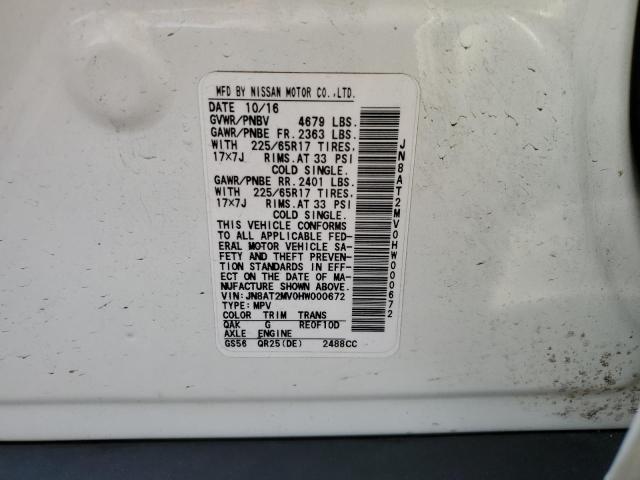 MFD BY NISSAN MOTOR CO.,LTD.
DATE 10/16
GVWR/PNBV 4679 LBS.
GAWR/PNBE FR. 2363 LBS.
WITH 225/65R17 TIRES.
17×7J RIMS. AT 33 PSI
COLD SINGLE.
GAWR/PNBE RR. 2401 LBS.
WITH 225/65R17 TIRES.
17×7J RIMS. AT 33 PSI
COLD SINGLE.
THIS VEHICLE CONFORMS
TO ALL APPLICABLE FED-
ERAL MOTOR VEHICLE SA-
FETY AND THEFT PREVEN-
TION STANDARDS IN EFF-
ECT ON THE DATE OF MA-
NUFACTURE SHOWN ABOVE.
VIN: JN8AT2MV0HW000672
TYPE: MPV
COLOR TRIM TRANS
QAK G RE0F10D
AXLE ENGINE
GS56 QR25(DE) 2488CC
JN8AT2MV0HW000672